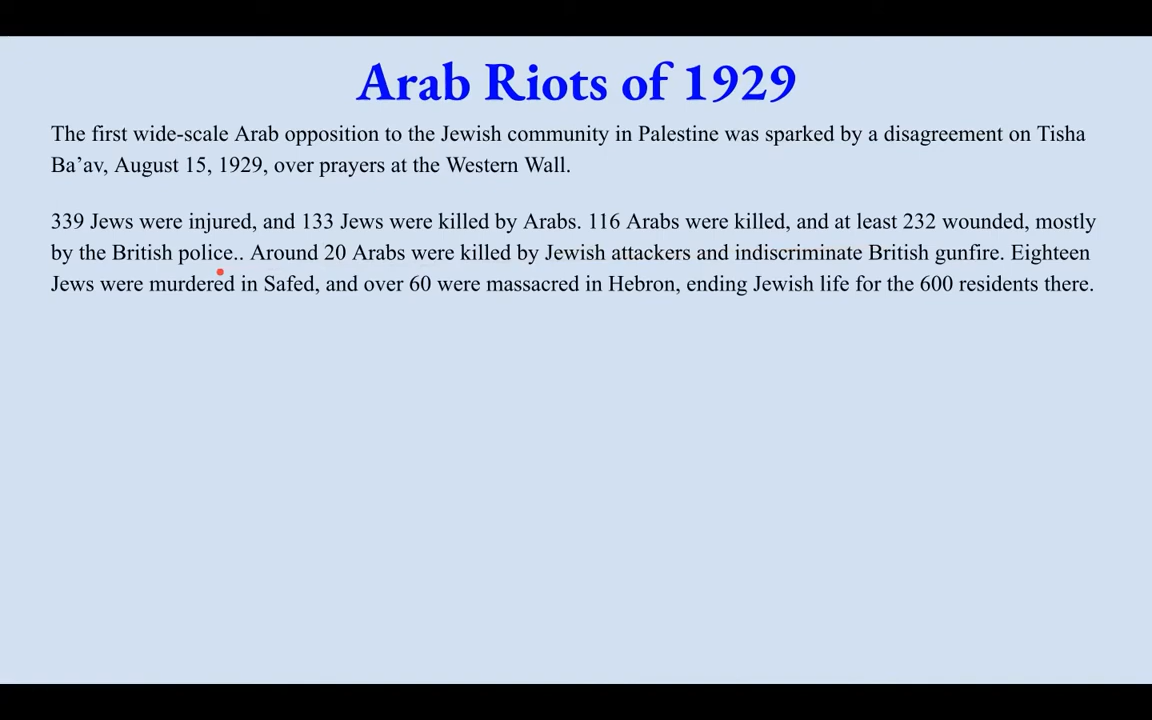 Arab Riots of 1929
The first wide-scale Arab opposition to the Jewish community in Palestine was sparked by a disagreement on Tisha
Ba’av, August 15, 1929, over prayers at the Western Wall.
339 Jews were injured, and 133 Jews were killed by Arabs. 116 Arabs were killed, and at least 232 wounded, mostly
by the British police.. Around 20 Arabs were killed by Jewish attackers and indiscriminate British gunfire. Eighteen
Jews were murdered in Safed, and over 60 were massacred in Hebron, ending Jewish life for the 600 residents there.